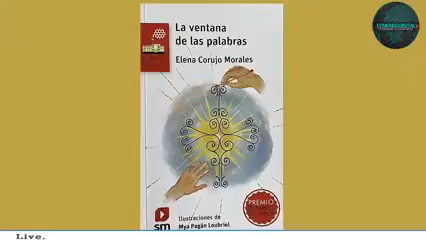 La ventana
de las palabras
Elena Corujo Morales
sm
Ilustraciones de
Mya Pagán Loubriel
PREMIO
Live.